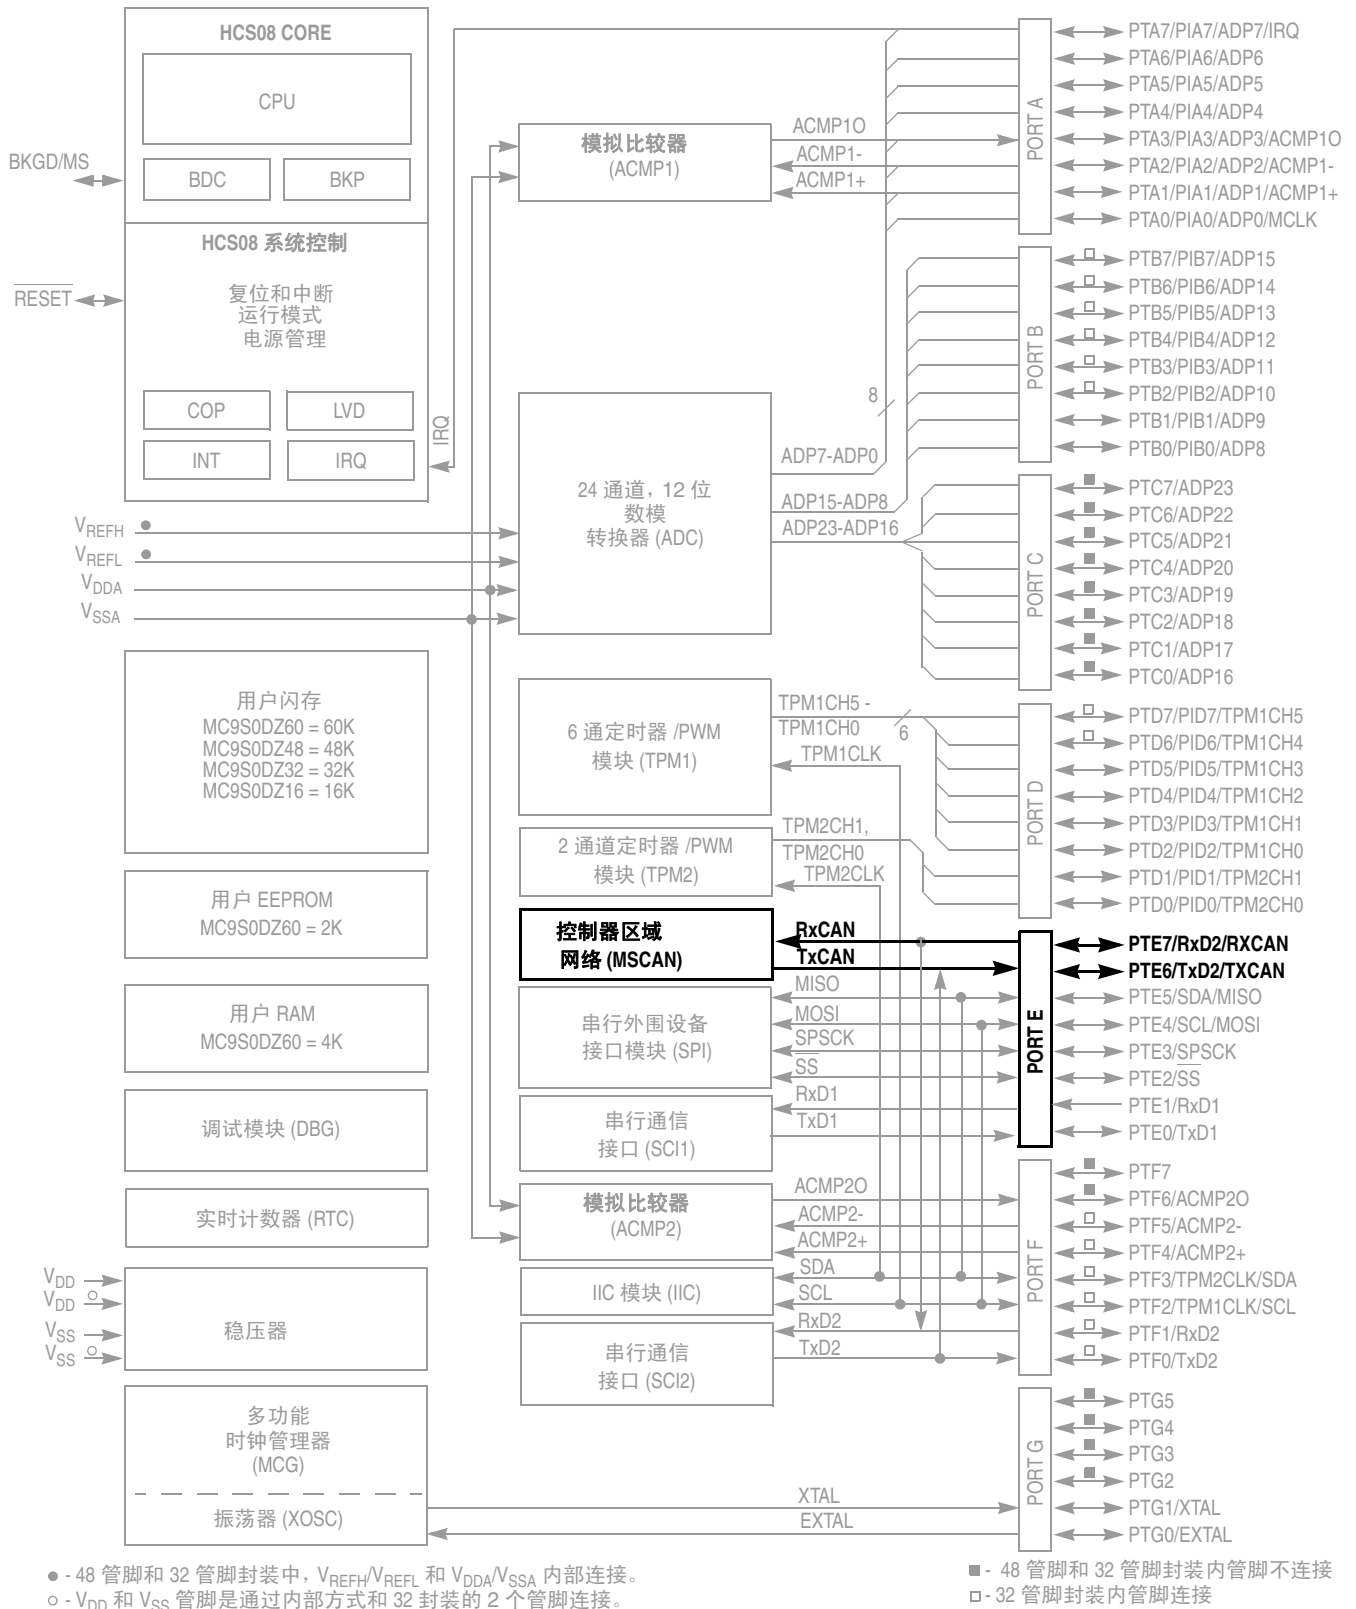 HCS08 CORE
CPU
BDC
BKP
BKGD/MS
HCS08 系统控制
RESET
复位和中断
运行模式
电源管理
COP
LVD
INT
IRQ
IRQ
VREFH ●
VREFL ●
VDDA
VSSA
用户闪存
MC9S0DZ60 = 60K
MC9S0DZ48 = 48K
MC9S0DZ32 = 32K
MC9S0DZ16 = 16K
用户 EEPROM
MC9S0DZ60 = 2K
用户 RAM
MC9S0DZ60 = 4K
调试模块 (DBG)
实时计数器 (RTC)
VDD
VDD ○
VSS
VSS ○
稳压器
多功能
时钟管理器
(MCG)
振荡器 (XOSC)
模拟比较器
(ACMP1)
ACMP1O
ACMP1-
ACMP1+
24 通道，12 位
数模
转换器 (ADC)
8
ADP7-ADP0
ADP15-ADP8
ADP23-ADP16
6 通定时器 /PWM
模块 (TPM1)
TPM1CH5 -
TPM1CH0
6
TPM1CLK
2 通道定时器 /PWM
模块 (TPM2)
TPM2CH1,
TPM2CH0
TPM2CLK
控制器区域
网络 (MSCAN)
RxCAN
TxCAN
串行外围设备
接口模块 (SPI)
MISO
MOSI
SPSCK
SS
串行通信
接口 (SCI1)
RxD1
TxD1
模拟比较器
(ACMP2)
ACMP2O
ACMP2-
ACMP2+
IIC 模块 (IIC)
SDA
SCL
串行通信
接口 (SCI2)
RxD2
TxD2
XTAL
EXTAL
PORT A
PTA7/PIA7/ADP7/IRQ
PTA6/PIA6/ADP6
PTA5/PIA5/ADP5
PTA4/PIA4/ADP4
PTA3/PIA3/ADP3/ACMP1O
PTA2/PIA2/ADP2/ACMP1-
PTA1/PIA1/ADP1/ACMP1+
PTA0/PIA0/ADP0/MCLK
PORT B
PTB7/PIB7/ADP15
PTB6/PIB6/ADP14
PTB5/PIB5/ADP13
PTB4/PIB4/ADP12
PTB3/PIB3/ADP11
PTB2/PIB2/ADP10
PTB1/PIB1/ADP9
PTB0/PIB0/ADP8
PORT C
PTC7/ADP23
PTC6/ADP22
PTC5/ADP21
PTC4/ADP20
PTC3/ADP19
PTC2/ADP18
PTC1/ADP17
PTC0/ADP16
PORT D
PTD7/PID7/TPM1CH5
PTD6/PID6/TPM1CH4
PTD5/PID5/TPM1CH3
PTD4/PID4/TPM1CH2
PTD3/PID3/TPM1CH1
PTD2/PID2/TPM1CH0
PTD1/PID1/TPM2CH1
PTD0/PID0/TPM2CH0
PORT E
PTE7/RxD2/RXCAN
PTE6/TxD2/TXCAN
PTE5/SDA/MISO
PTE4/SCL/MOSI
PTE3/SPSCK
PTE2/SS
PTE1/RxD1
PTE0/TxD1
PORT F
PTF7
PTF6/ACMP2O
PTF5/ACMP2-
PTF4/ACMP2+
PTF3/TPM2CLK/SDA
PTF2/TPM1CLK/SCL
PTF1/RxD2
PTF0/TxD2
PORT G
PTG5
PTG4
PTG3
PTG2
PTG1/XTAL
PTG0/EXTAL
● - 48 管脚和 32 管脚封装中，VREFH/VREFL 和 VDDA/VSSA 内部连接。
○ - VDD 和 VSS 管脚是通过内部方式和 32 封装的 2 个管脚连接。
■ - 48 管脚和 32 管脚封装内管脚不连接
□ - 32 管脚封装内管脚连接